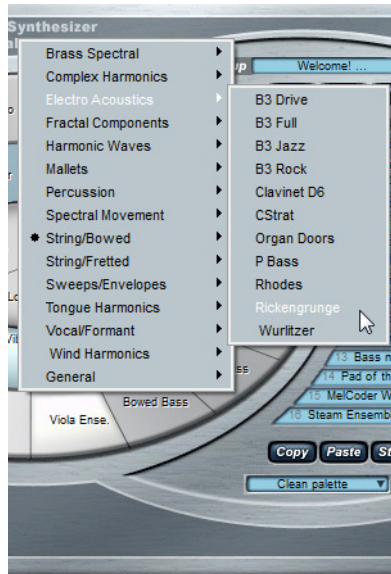 Synthesizer
Brass Spectral
Complex Harmonics
Electro Acoustics
Fractal Components
Harmonic Waves
Mallets
Percussion
Spectral Movement
String/Bowed
String/Fretted
Sweeps/Envelopes
Tongue Harmonics
Vocal/Formant
Wind Harmonics
General
Welcome! ...
B3 Drive
B3 Full
B3 Jazz
B3 Rock
Clavinet D6
CStrat
Organ Doors
P Bass
Rhodes
Rickengrunge
Wurlitzer
13 Bass
14 Pad of th
15 MelCoder W
16 Steam Ensemb
Bowed Bass
Viola Ense.
Copy Paste St
Clean palette